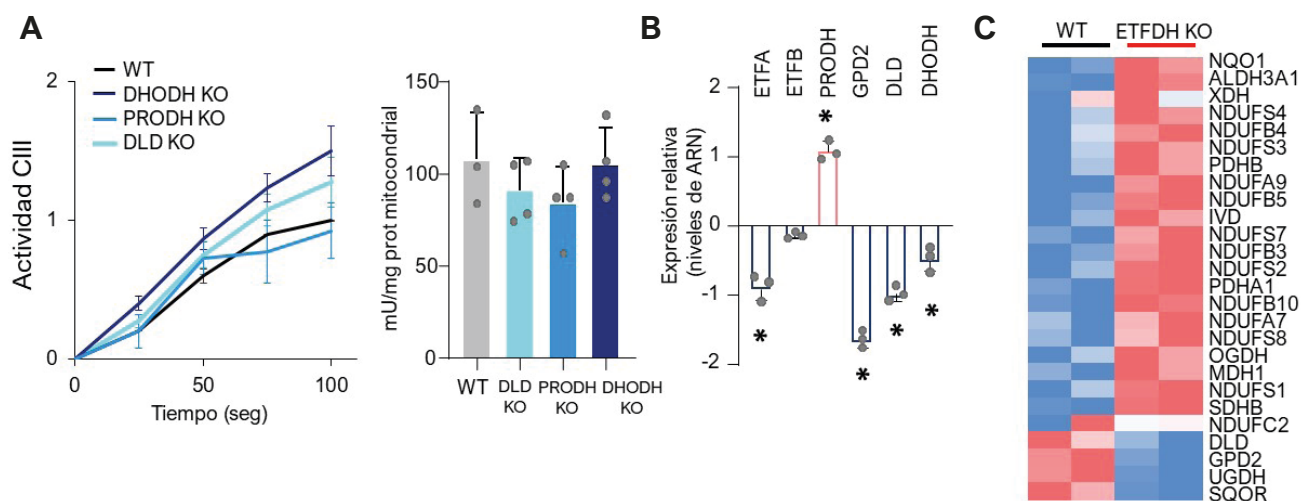 A
WT
DHODH KO
PRODH KO
DLD KO
Actividad CIII
2
1
0
0
50
100
Tiempo (seg)
mU/mg prot mitocondrial
150
100
50
0
WT
DLD
KO
PRODH
KO
DHODH
KO
B
ETFA
ETFB
PRODH
GPD2
DLD
DHODH
Expresión relativa
(niveles de ARN)
2
1
0
-1
-2
*
*
*
*
*
C
WT
ETFDH KO
NQO1
ALDH3A1
XDH
NDUFS4
NDUFB4
NDUFS3
PDHB
NDUFA9
NDUFB5
IVD
NDUFS7
NDUFB3
NDUFS2
PDHA1
NDUFB10
NDUFA7
NDUFS8
OGDH
MDH1
NDUFS1
SDHB
NDUFC2
DLD
GPD2
UGDH
SQOR